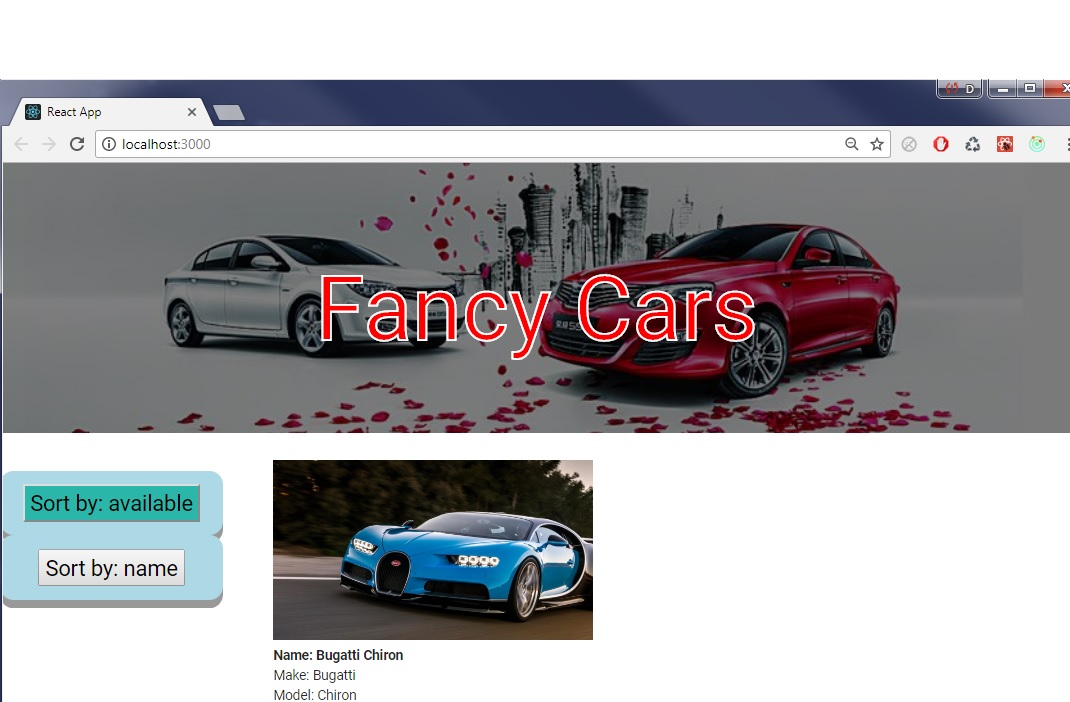 D
React App
localhost:3000
Fancy Cars
Sort by: available
Sort by: name
Name: Bugatti Chiron
Make: Bugatti
Model: Chiron